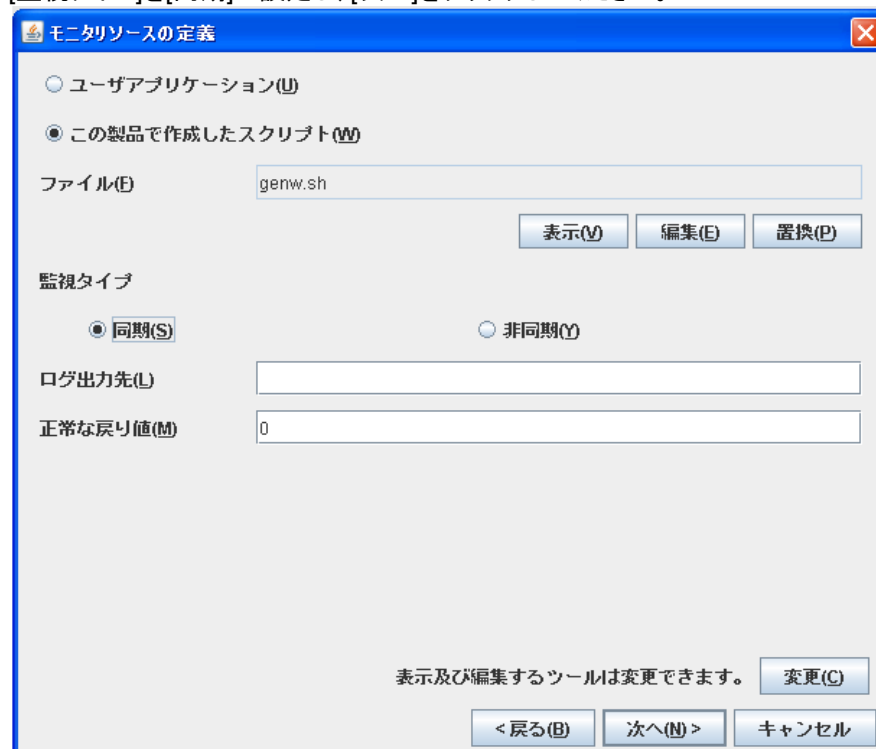 モニタリソースの定義
ユーザアプリケーション(U)
この製品で作成したスクリプト(W)
ファイル(F) genw.sh
表示(V) 編集(E) 置換(P)
監視タイプ
同期(S) 非同期(Y)
ログ出力先(L)
正常な戻り値(M) 0
表示及び編集するツールは変更できます。 変更(C)
<戻る(B) 次へ(N)> キャンセル